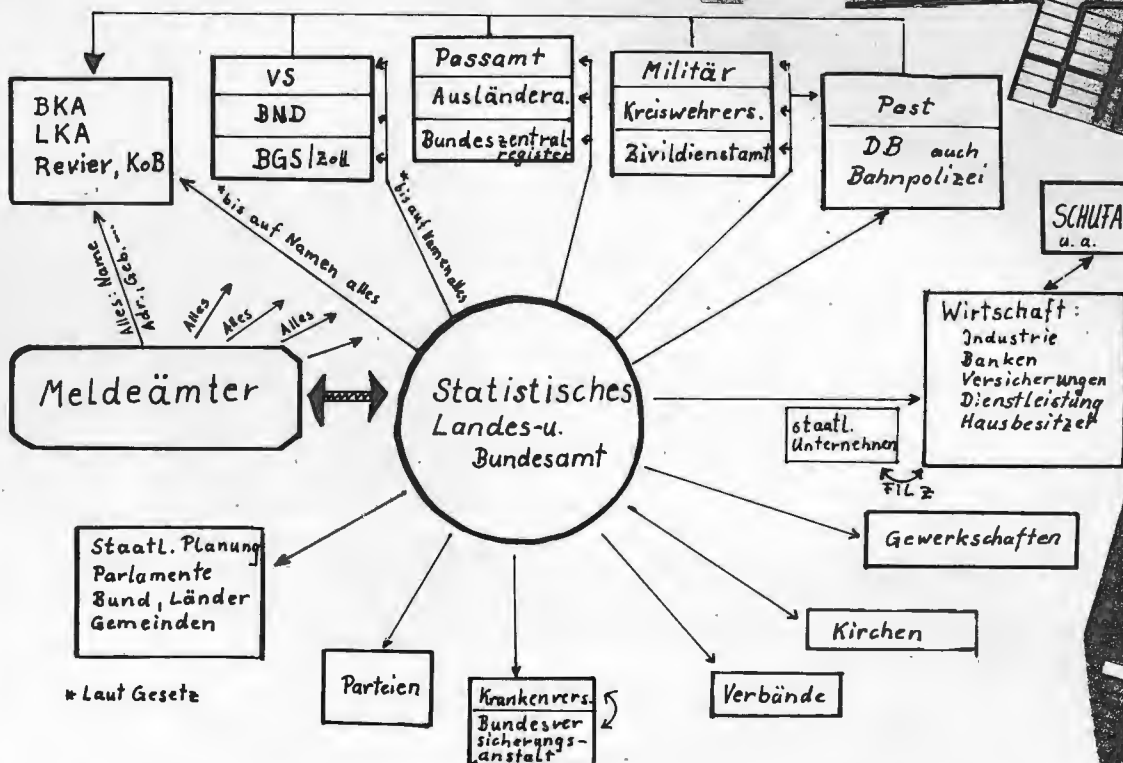 BKA
LKA
Revier, KoB
VS
BND
BGS/Zoll
Passamt
Ausländera.
Bundeszentral-
register
Militär
Kreiswehrers.
Zivildienstamt
Post
DB auch
Bahnpolizei
SCHUFA
u. a.
*bis auf Namen alles
*bis auf Namen alles
Alles: Name
Adr.; Geb. ...
Alles
Alles
Alles
Meldeämter
Statistisches
Landes-u.
Bundesamt
Wirtschaft:
Industrie
Banken
Versicherungen
Dienstleistung
Hausbesitzer
staatl.
Unternehmen
FILZ
Gewerkschaften
Kirchen
Verbände
Krankenvers.
Bundesver
sicherungs-
anstalt
Parteien
Staatl. Planung
Parlamente
Bund, Länder
Gemeinden
* Laut Gesetz